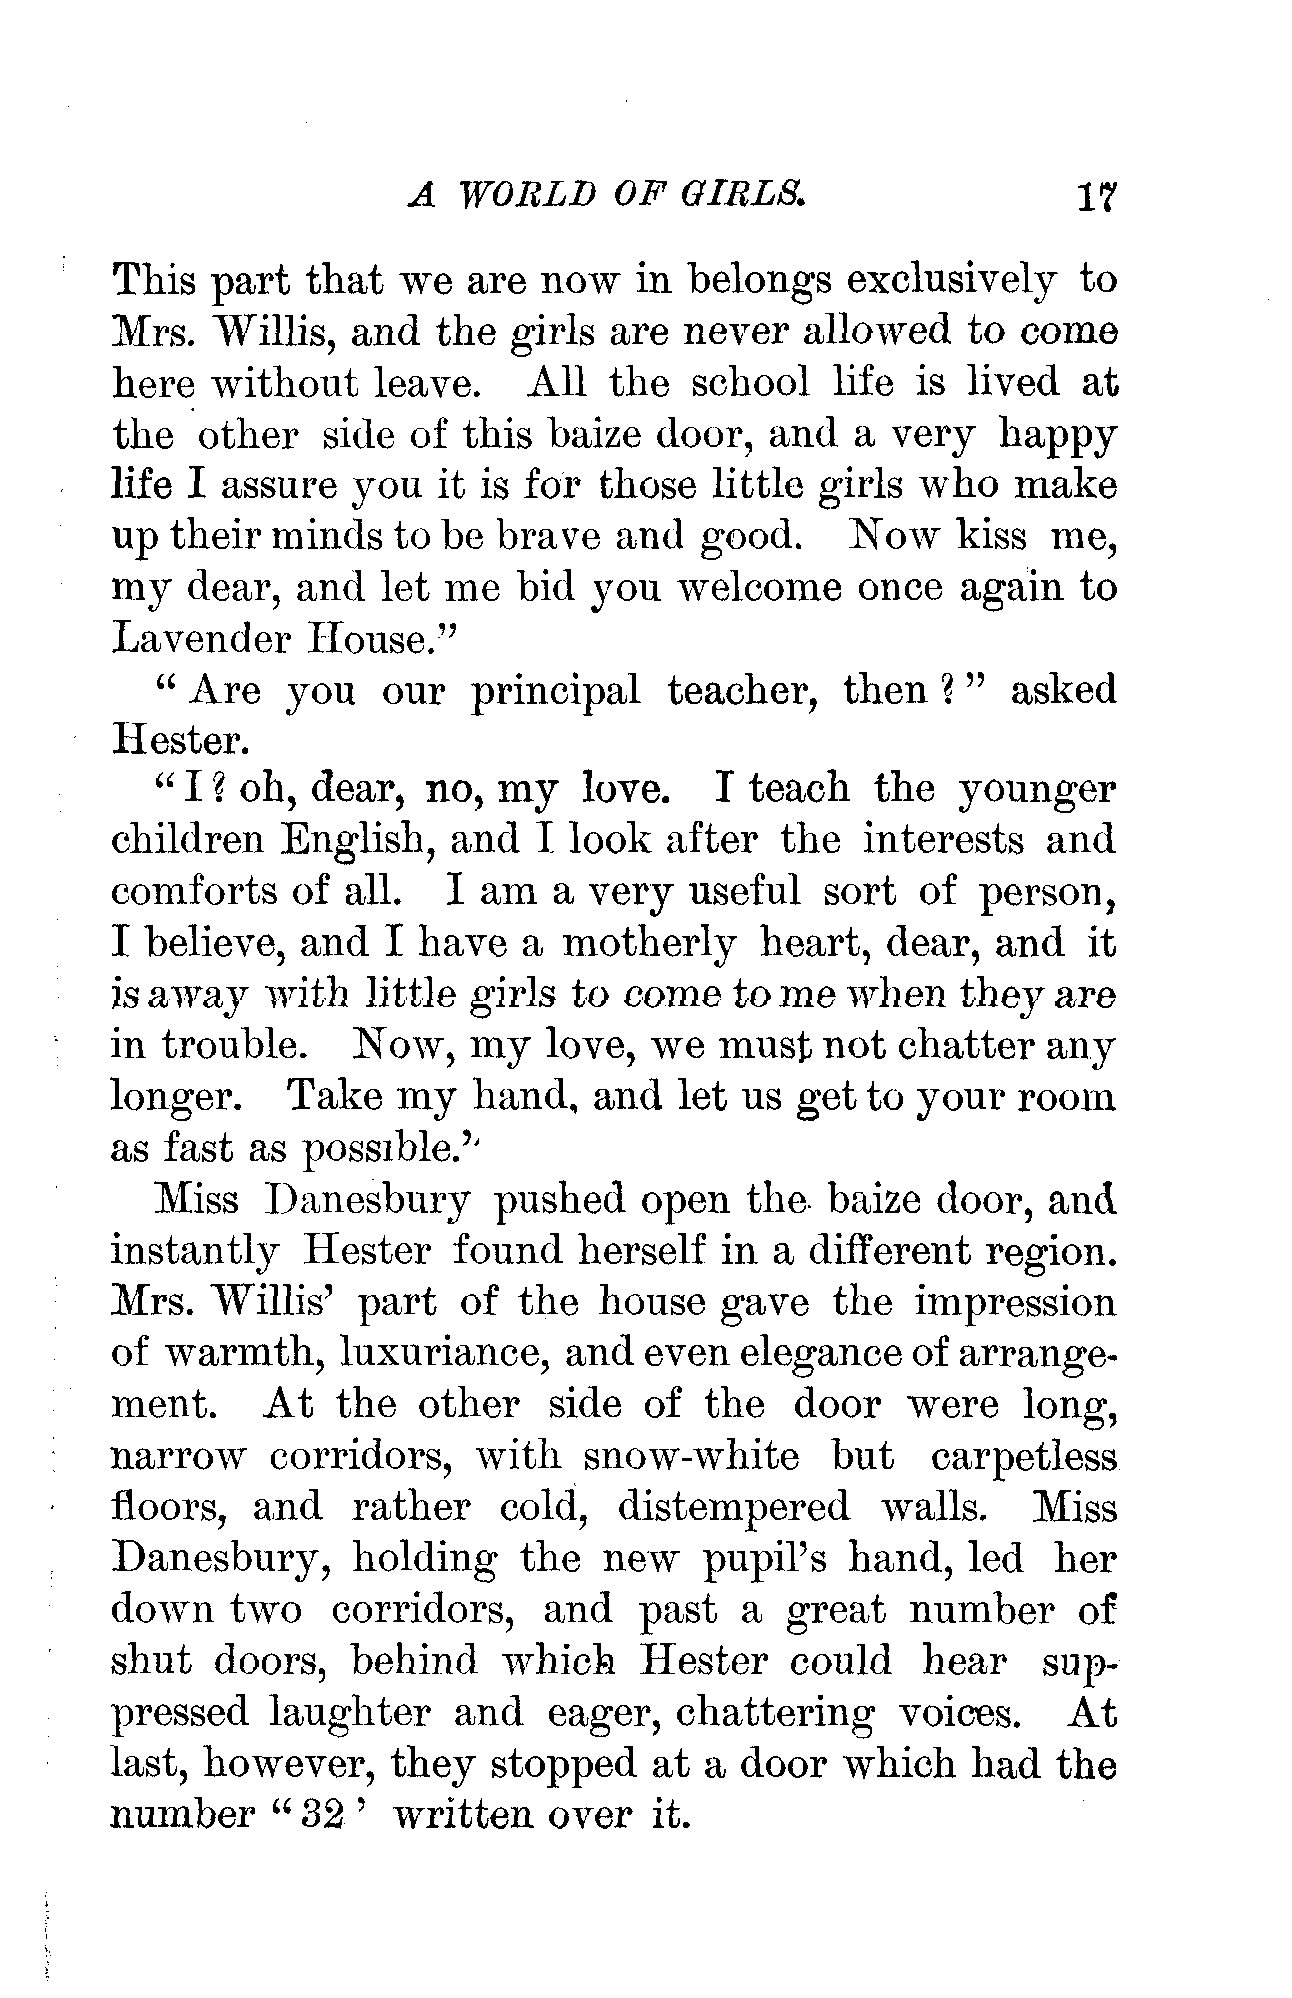 A WORLD OF GIRLS. 17
This part that we are now in belongs exclusively to
Mrs. Willis, and the girls are never allowed to come
here without leave. All the school life is lived at
the other side of this baize door, and a very happy
life I assure you it is for those little girls who make
up their minds to be brave and good. Now kiss me,
my dear, and let me bid you welcome once again to
Lavender House."
" Are you our principal teacher, then ? " asked
Hester.
" I ? oh, dear, no, my love. I teach the younger
children English, and I look after the interests and
comforts of all. I am a very useful sort of person,
I believe, and I have a motherly heart, dear, and it
is away with little girls to come to me when they are
in trouble. Now, my love, we must not chatter any
longer. Take my hand, and let us get to your room
as fast as possible."
Miss Danesbury pushed open the baize door, and
instantly Hester found herself in a different region.
Mrs. Willis' part of the house gave the impression
of warmth, luxuriance, and even elegance of arrange-
ment. At the other side of the door were long,
narrow corridors, with snow-white but carpetless
floors, and rather cold, distempered walls. Miss
Danesbury, holding the new pupil's hand, led her
down two corridors, and past a great number of
shut doors, behind which Hester could hear sup-
pressed laughter and eager, chattering voices. At
last, however, they stopped at a door which had the
number " 32 ' written over it.